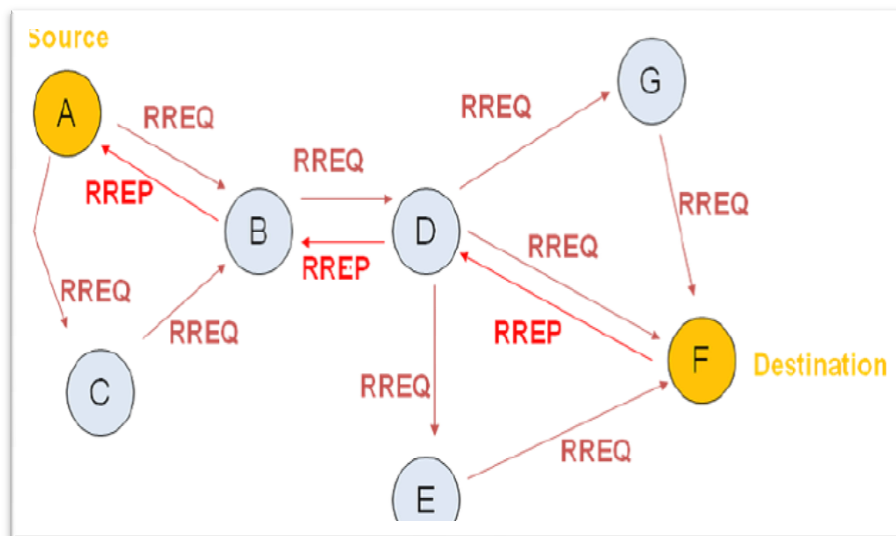 Source
G
A
RREQ
RREQ
RREQ
RREP
RREQ
B
D
RREQ
RREP
RREQ
RREP
RREQ
F
Destination
C
RREQ
RREQ
E